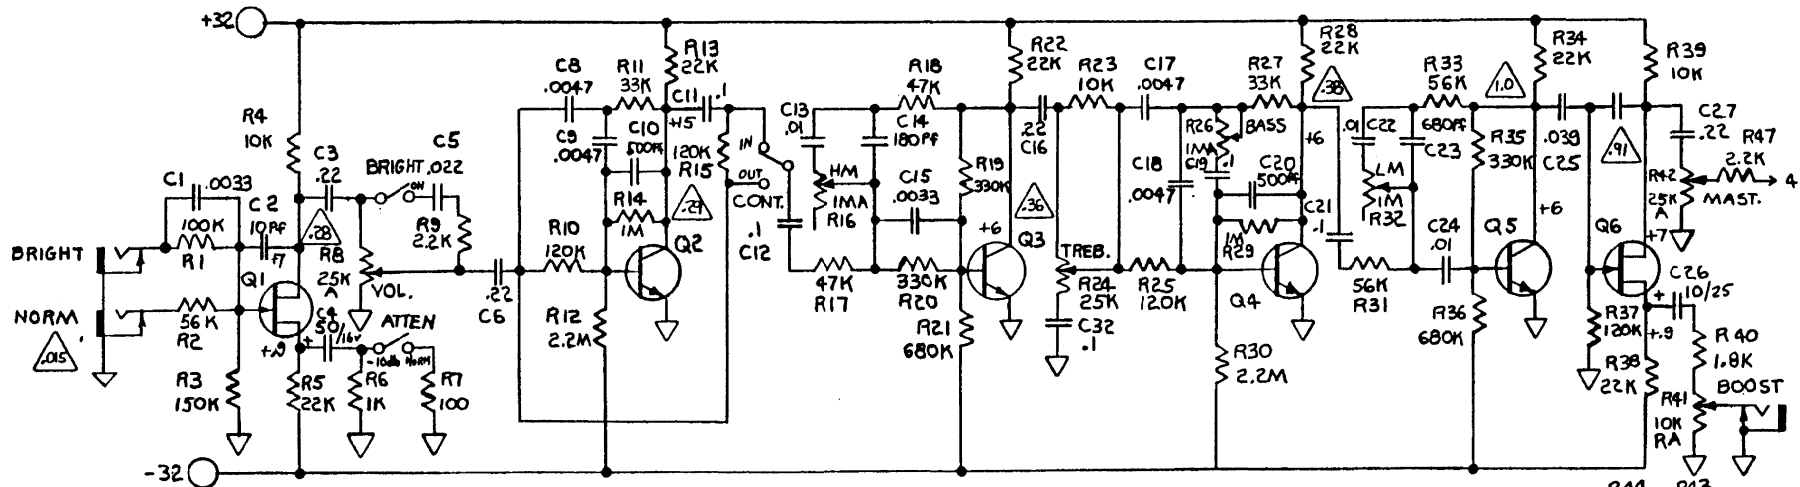 +32
R4
10K
C1
.0033
100K
R1
C2
10Pf
+7
BRIGHT
NORM
.015
56K
R2
R3
150K
Q1
+.9
R5
22K
C3
.22
.28
R8
25K
A
VOL.
BRIGHT
ON
C5
.022
R9
2.2K
C4
50/16V
ATTEN
-10db
NORM
R6
1K
R7
100
-32
.22
C6
C8
.0047
R11
33K
R13
22K
C11
.1
+15
C9
.0047
C10
500Pf
120K
R15
R14
1M
.29
R10
120K
Q2
R12
2.2M
IN
OUT
CONT.
.1
C12
C13
.01
HM
1MA
R16
R18
47K
C14
180Pf
C15
.0033
R19
330K
47K
R17
330K
R20
R21
680K
R22
22K
+6
Q3
.36
.22
C16
R23
10K
C17
.0047
TREB.
R24
25K
C32
.1
C18
.0047
R25
120K
R26
1MA
BASS
R27
33K
C19
.1
C20
500Pf
1M
R29
Q4
R30
2.2M
R28
22K
.38
+6
C21
.1
.01
C22
LM
1M
R32
R33
56K
680Pf
C23
56K
R31
C24
.01
R35
330K
R36
680K
1.0
R34
22K
+6
Q5
.039
C25
.91
R39
10K
Q6
+7
R37
120K
+.9
R38
22K
C26
10/25
+
C27
.22
R42
25K
A
R47
2.2K
MAST.
4
R40
1.8K
R41
10K
RA
BOOST